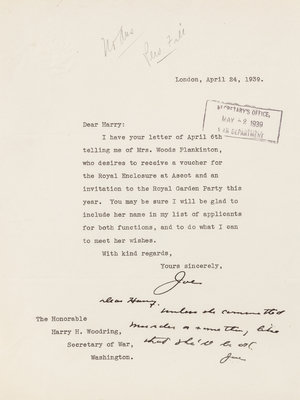 No Ans
Pers File
London, April 24, 1939.
SECRETARY'S OFFICE,
MAY -2 1939
WAR DEPARTMENT
Dear Harry:
I have your letter of April 6th
telling me of Mrs. Woods Plankinton,
who desires to receive a voucher for
the Royal Enclosure at Ascot and an
invitation to the Royal Garden Party this
year. You may be sure I will be glad to
include her name in my list of applicants
for both functions, and to do what I can
to meet her wishes.
With kind regards,
Yours sincerely,
Joe
Dear Harry,
unless she committed
The Honorable
murder or something like
Harry H. Woodring,
that she'll be O.K.
Secretary of War,
Joe
Washington.